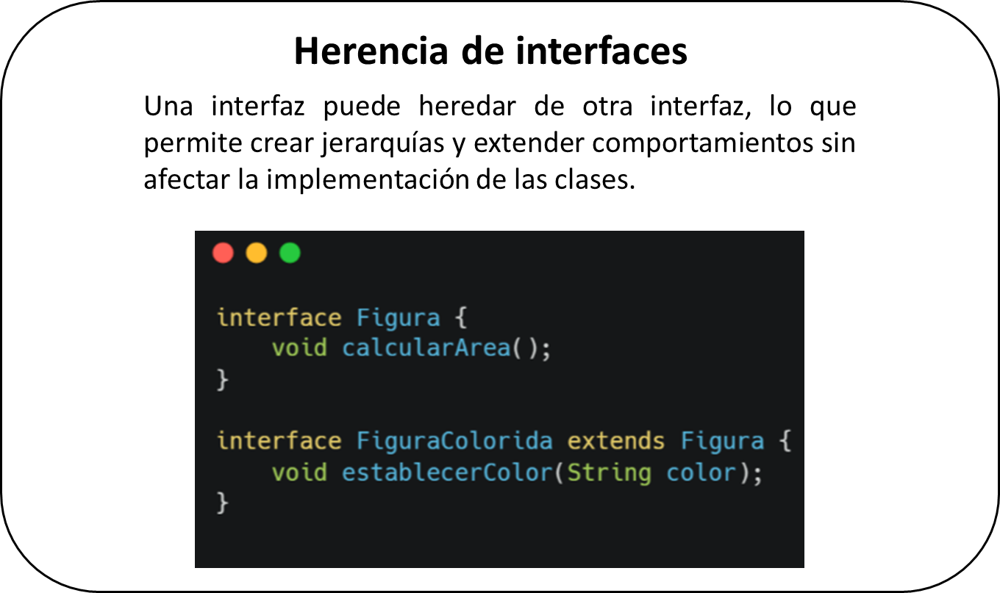 Herencia de interfaces
Una interfaz puede heredar de otra interfaz, lo que
permite crear jerarquías y extender comportamientos sin
afectar la implementación de las clases.
interface Figura {
    void calcularArea();
}
interface FiguraColorida extends Figura {
    void establecerColor(String color);
}